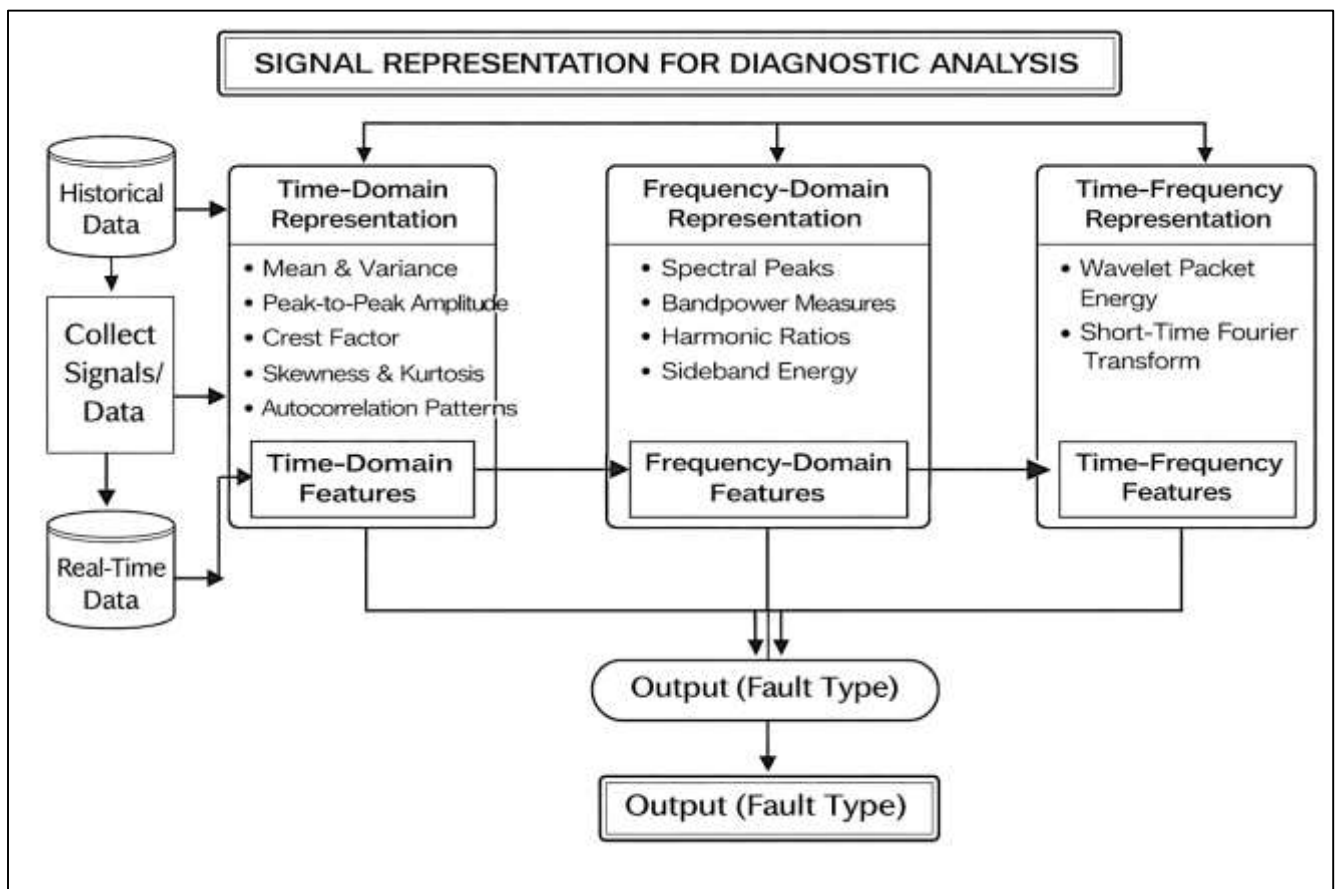 SIGNAL REPRESENTATION FOR DIAGNOSTIC ANALYSIS
Historical
Data
Collect
Signals/
Data
Real-Time
Data
Time-Domain
Representation
• Mean & Variance
• Peak-to-Peak Amplitude
• Crest Factor
• Skewness & Kurtosis
• Autocorrelation Patterns
Time-Domain
Features
Frequency-Domain
Representation
• Spectral Peaks
• Bandpower Measures
• Harmonic Ratios
• Sideband Energy
Frequency-Domain
Features
Time-Frequency
Representation
• Wavelet Packet
Energy
• Short-Time Fourier
Transform
Time-Frequency
Features
Output (Fault Type)
Output (Fault Type)